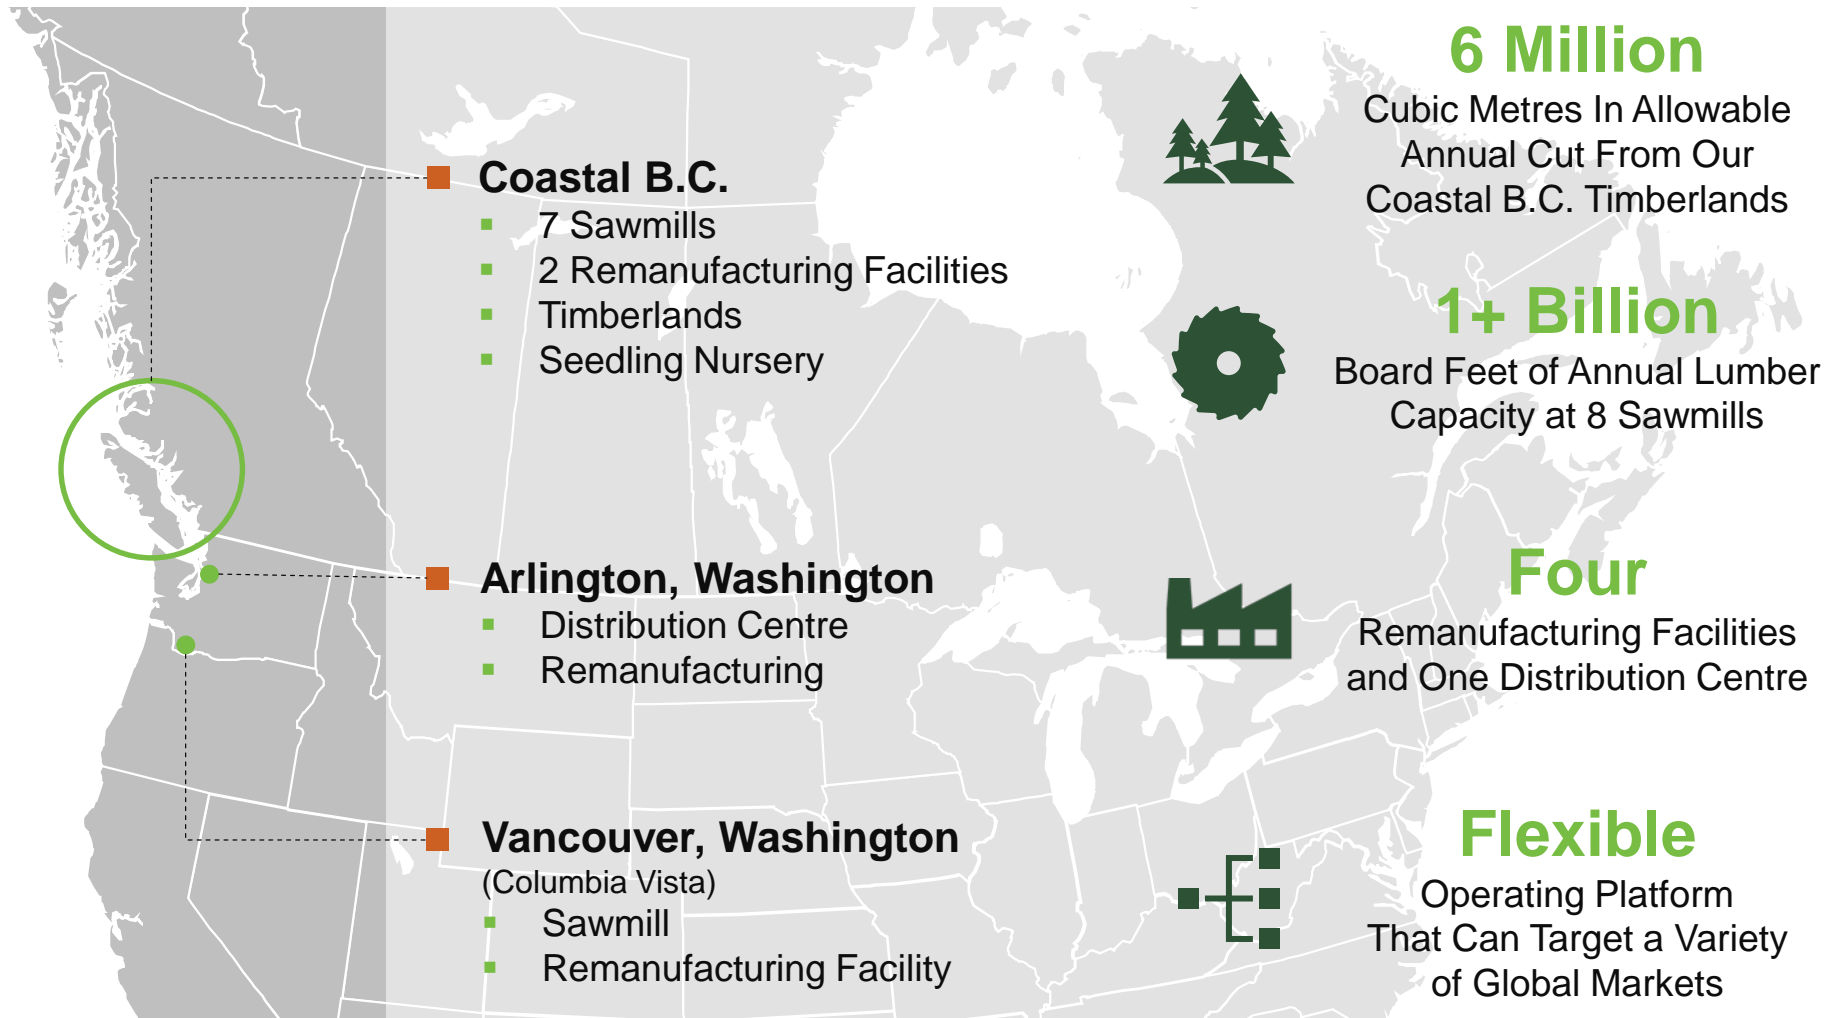 Coastal B.C.
7 Sawmills
2 Remanufacturing Facilities
Timberlands
Seedling Nursery
Arlington, Washington
Distribution Centre
Remanufacturing
Vancouver, Washington
(Columbia Vista)
Sawmill
Remanufacturing Facility
6 Million
Cubic Metres In Allowable
Annual Cut From Our
Coastal B.C. Timberlands
1+ Billion
Board Feet of Annual Lumber
Capacity at 8 Sawmills
Four
Remanufacturing Facilities
and One Distribution Centre
Flexible
Operating Platform
That Can Target a Variety
of Global Markets